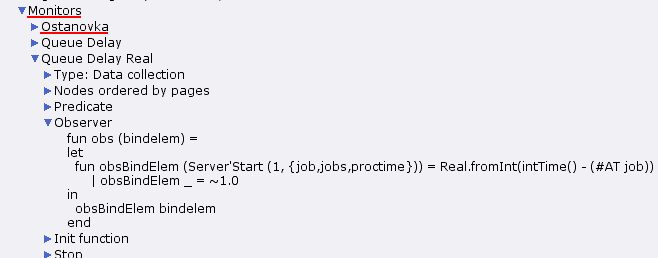 Monitors
Ostanovka
Queue Delay
Queue Delay Real
Type: Data collection
Nodes ordered by pages
Predicate
Observer
fun obs (bindelem) =
let
fun obsBindElem (Server'Start (1, {job,jobs,proctime})) = Real.fromInt(intTime() - (#AT job))
| obsBindElem _ = ~1.0
in
obsBindElem bindelem
end
Init function
Stop